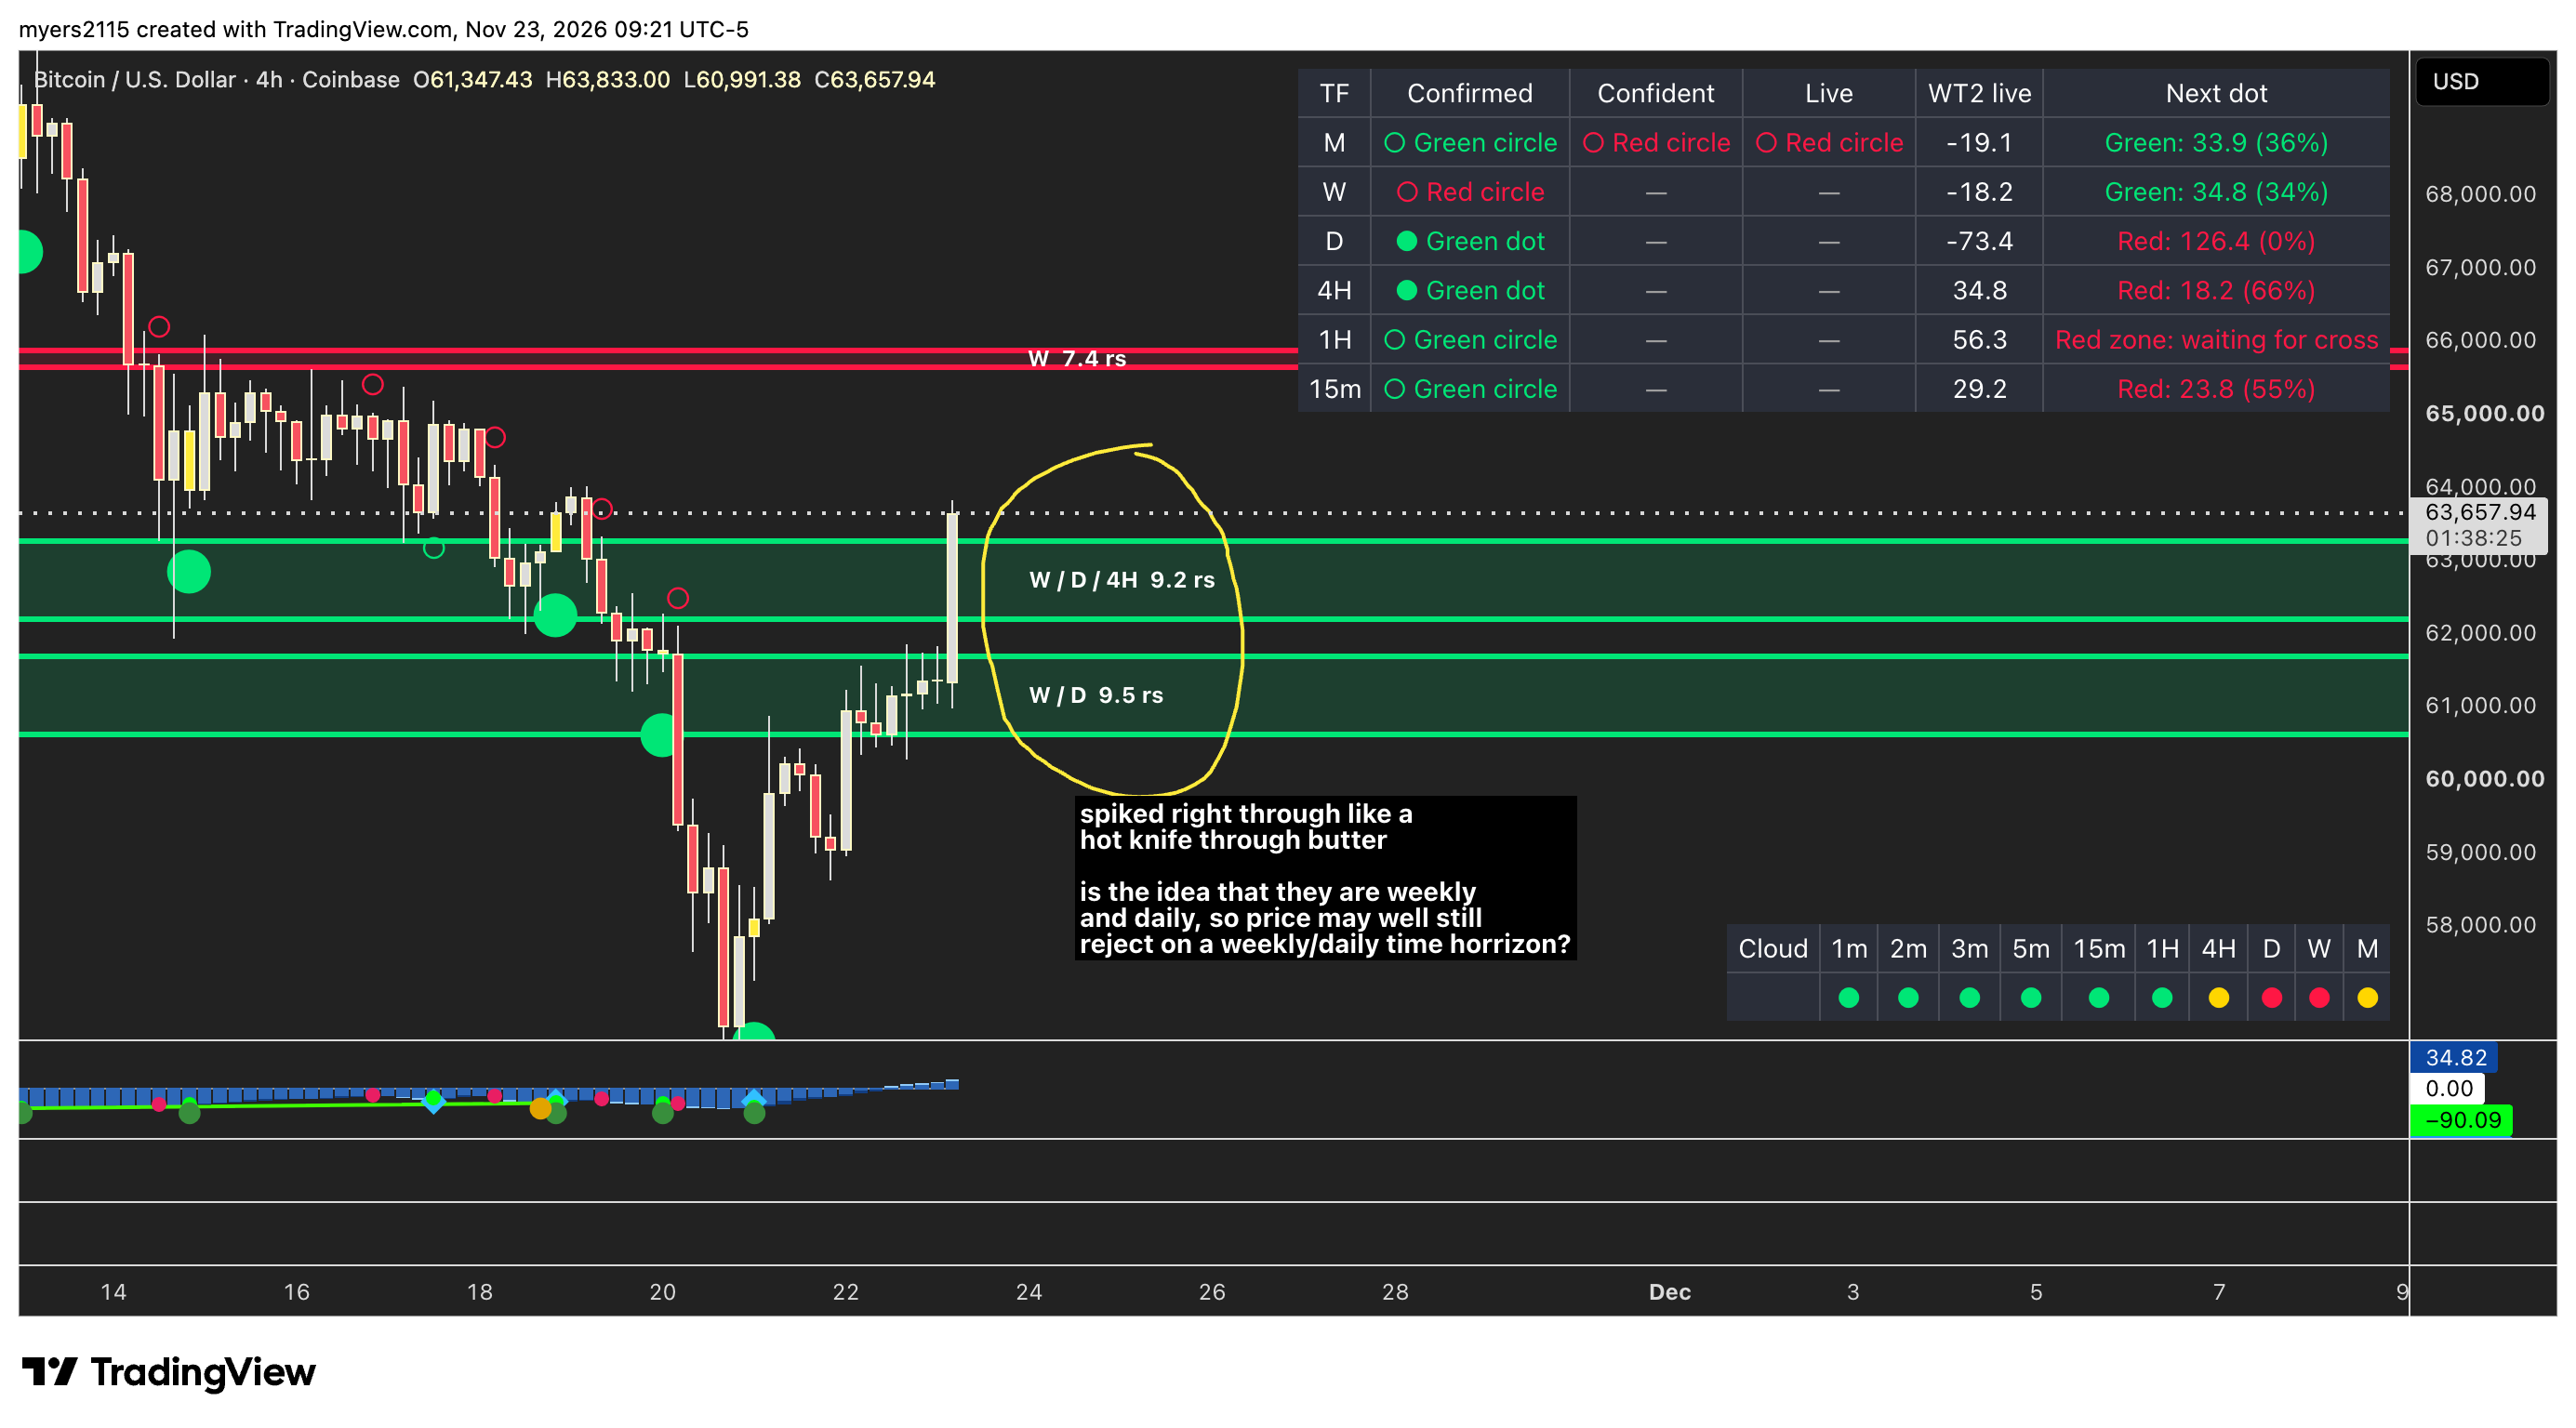 myers2115 created with TradingView.com, Nov 23, 2026 09:21 UTC-5
Bitcoin / U.S. Dollar · 4h · Coinbase O61,347.43 H63,833.00 L60,991.38 C63,657.94
USD
TF Confirmed Confident Live WT2 live Next dot
M Green circle Red circle Red circle -19.1 Green: 33.9 (36%)
W Red circle — — -18.2 Green: 34.8 (34%)
D Green dot — — -73.4 Red: 126.4 (0%)
4H Green dot — — 34.8 Red: 18.2 (66%)
1H Green circle — — 56.3 Red zone: waiting for cross
15m Green circle — — 29.2 Red: 23.8 (55%)
68,000.00
67,000.00
66,000.00
65,000.00
64,000.00
63,657.94
01:38:25
63,000.00
62,000.00
61,000.00
60,000.00
59,000.00
58,000.00
W 7.4 rs
W / D / 4H 9.2 rs
W / D 9.5 rs
spiked right through like a
hot knife through butter
is the idea that they are weekly
and daily, so price may well still
reject on a weekly/daily time horrizon?
Cloud 1m 2m 3m 5m 15m 1H 4H D W M
34.82
0.00
−90.09
14 16 18 20 22 24 26 28 Dec 3 5 7 9
TradingView